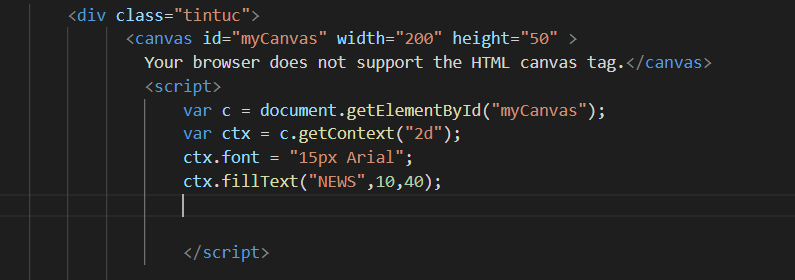 <div class="tintuc">
<canvas id="myCanvas" width="200" height="50" >
Your browser does not support the HTML canvas tag.</canvas>
<script>
var c = document.getElementById("myCanvas");
var ctx = c.getContext("2d");
ctx.font = "15px Arial";
ctx.fillText("NEWS",10,40);
</script>